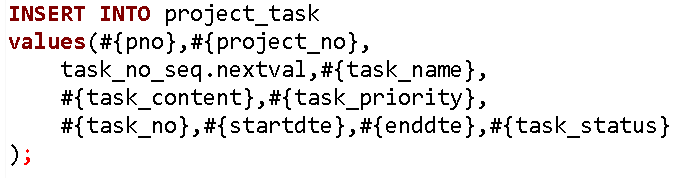 INSERT INTO project_task
values(#{pno},#{project_no},
task_no_seq.nextval,#{task_name},
#{task_content},#{task_priority},
#{task_no},#{startdte},#{enddte},#{task_status}
);